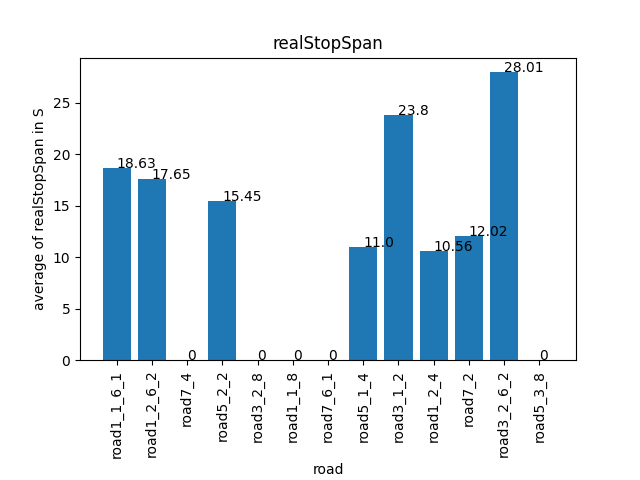 realStopSpan
average of realStopSpan in S
25
20
15
10
5
0
18.63
17.65
0
15.45
0
0
0
11.0
23.8
10.56
12.02
28.01
0
road1_1_6_1
road1_2_6_2
road7_4
road5_2_2
road3_2_8
road1_1_8
road7_6_1
road5_1_4
road3_1_2
road1_2_4
road7_2
road3_2_6_2
road5_3_8
road